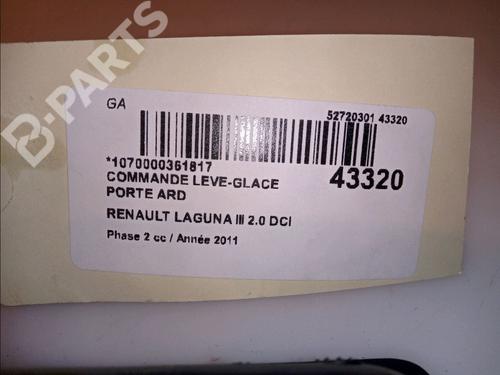 B-PARTS
GA
52720301 43320
*1070000361817
COMMANDE LEVE-GLACE
43320
PORTE ARD
RENAULT LAGUNA III 2.0 DCI
Phase 2 cc / Année 2011